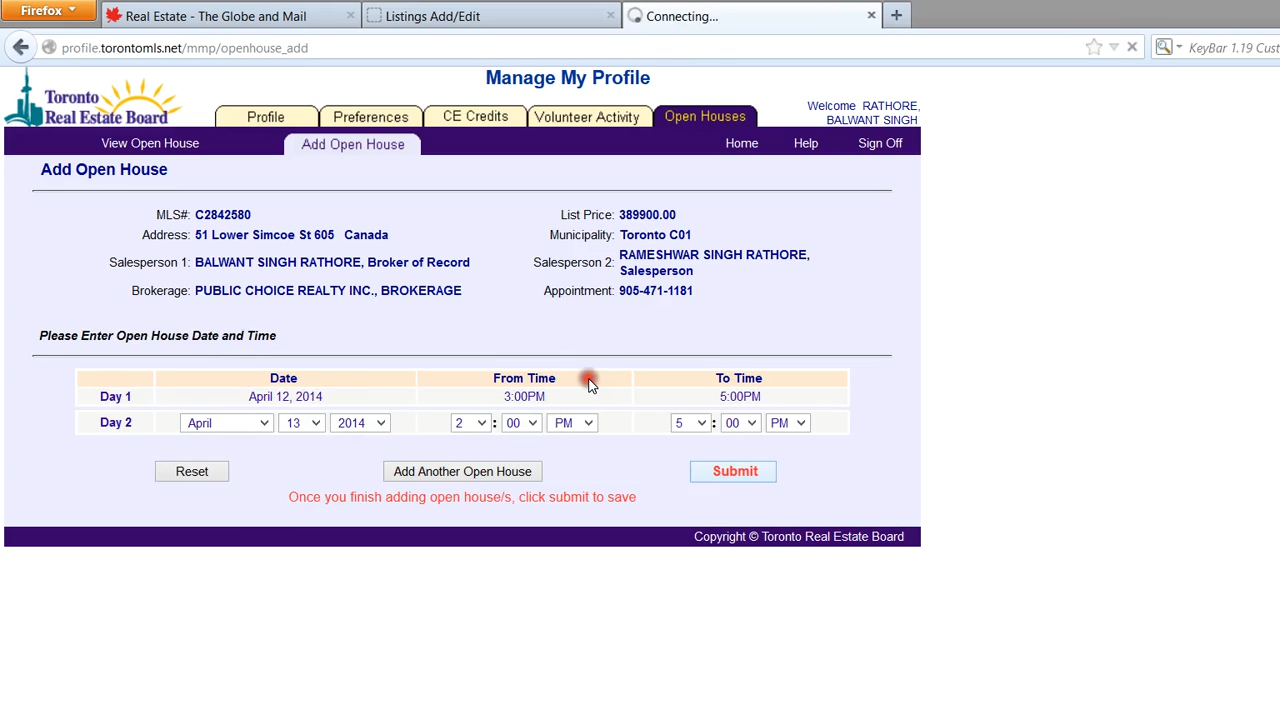 Firefox
Real Estate - The Globe and Mail
Listings Add/Edit
Connecting...
profile.torontomls.net/mmp/openhouse_add
KeyBar 1.19 Cust
Toronto
Real Estate Board
Manage My Profile
Profile
Preferences
CE Credits
Volunteer Activity
Open Houses
Welcome RATHORE,
BALWANT SINGH
View Open House
Add Open House
Home
Help
Sign Off
Add Open House
MLS#: C2842580
List Price: 389900.00
Address: 51 Lower Simcoe St 605 Canada
Municipality: Toronto C01
Salesperson 1: BALWANT SINGH RATHORE, Broker of Record
Salesperson 2: RAMESHWAR SINGH RATHORE,
Salesperson
Brokerage: PUBLIC CHOICE REALTY INC., BROKERAGE
Appointment: 905-471-1181
Please Enter Open House Date and Time
Date From Time To Time
Day 1 April 12, 2014 3:00PM 5:00PM
Day 2 April 13 2014 2 : 00 PM 5 : 00 PM
Reset
Add Another Open House
Submit
Once you finish adding open house/s, click submit to save
Copyright © Toronto Real Estate Board